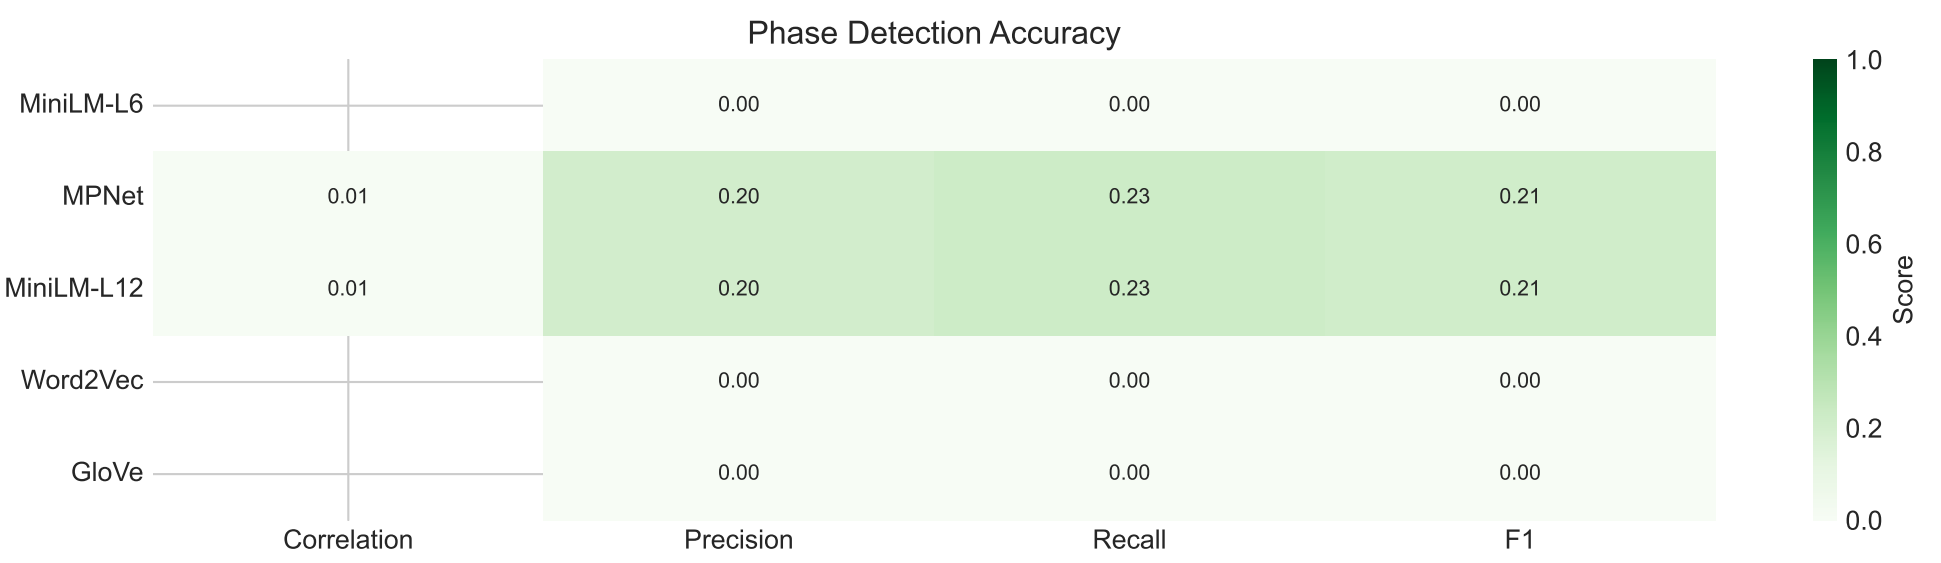 Phase Detection Accuracy
MiniLM-L6 0.00 0.00 0.00
MPNet 0.01 0.20 0.23 0.21
MiniLM-L12 0.01 0.20 0.23 0.21
Word2Vec 0.00 0.00 0.00
GloVe 0.00 0.00 0.00
Correlation Precision Recall F1
1.0
0.8
0.6
0.4
0.2
0.0
Score